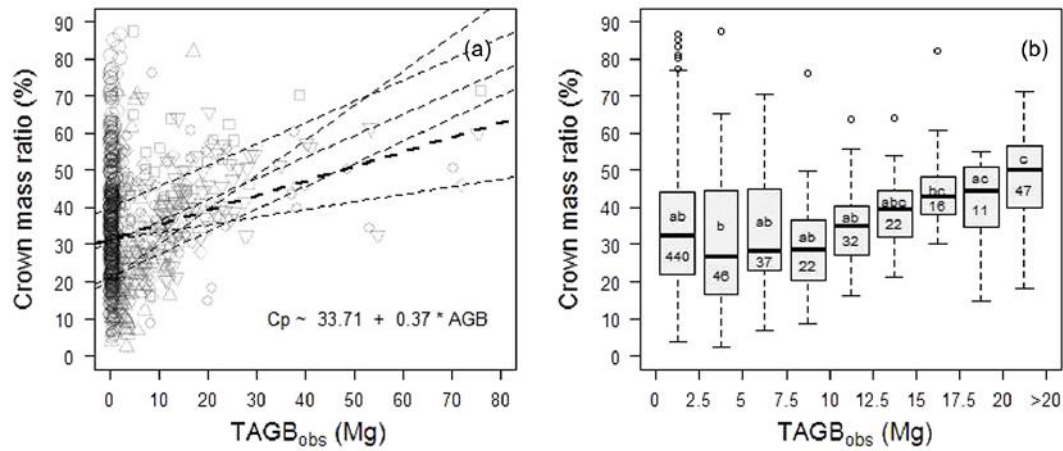 90
80
70
60
50
40
30
20
10
0
Crown mass ratio (%)
(a)
Cp ~ 33.71 + 0.37 * AGB
0 10 20 30 40 50 60 70 80
TAGBobs (Mg)
90
80
70
60
50
40
30
20
10
0
Crown mass ratio (%)
(b)
ab b ab ab ab abc bc ac c
440 46 37 22 32 22 16 11 47
0 2.5 5 7.5 10 12.5 15 17.5 20 >20
TAGBobs (Mg)